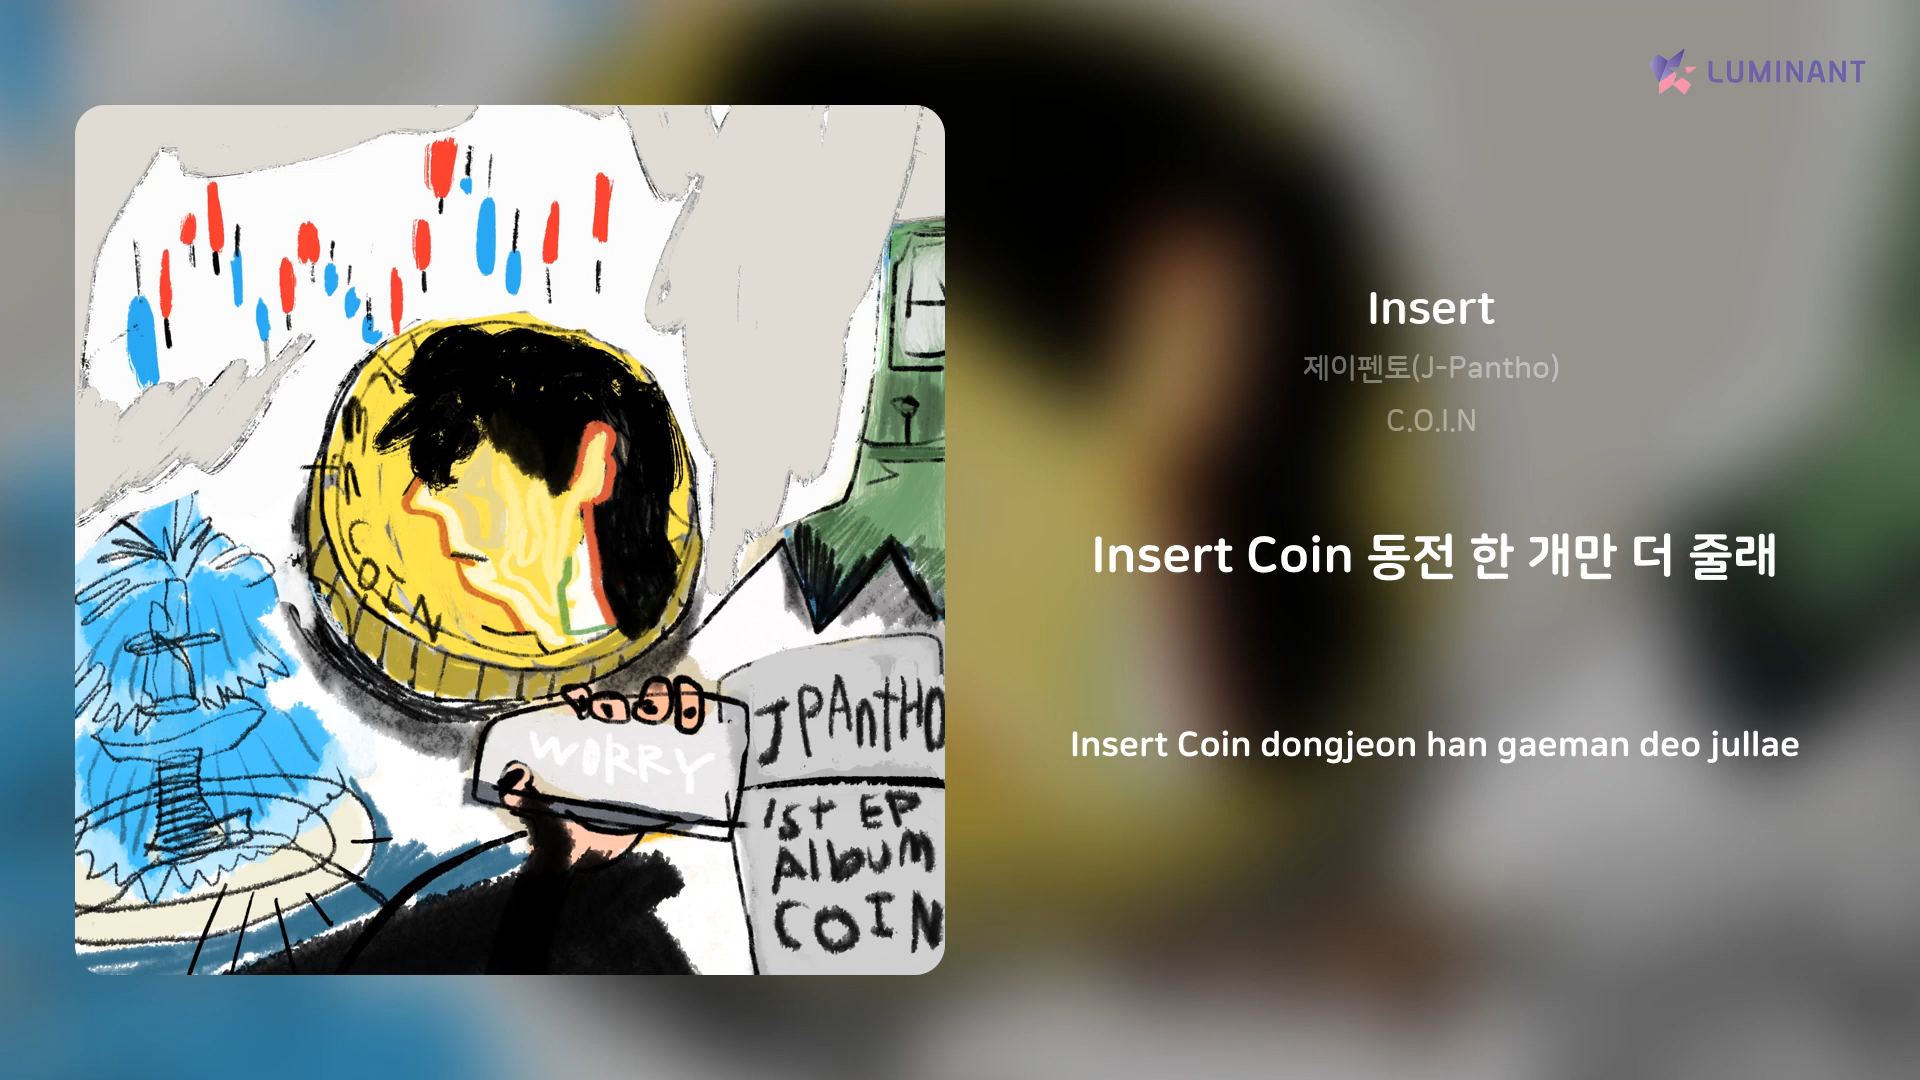 LUMINANT
COIN
WORRY
JPAntHO
1st EP
Album
COIN
Insert
제이펜토(J-Pantho)
C.O.I.N
Insert Coin 동전 한 개만 더 줄래
Insert Coin dongjeon han gaeman deo jullae